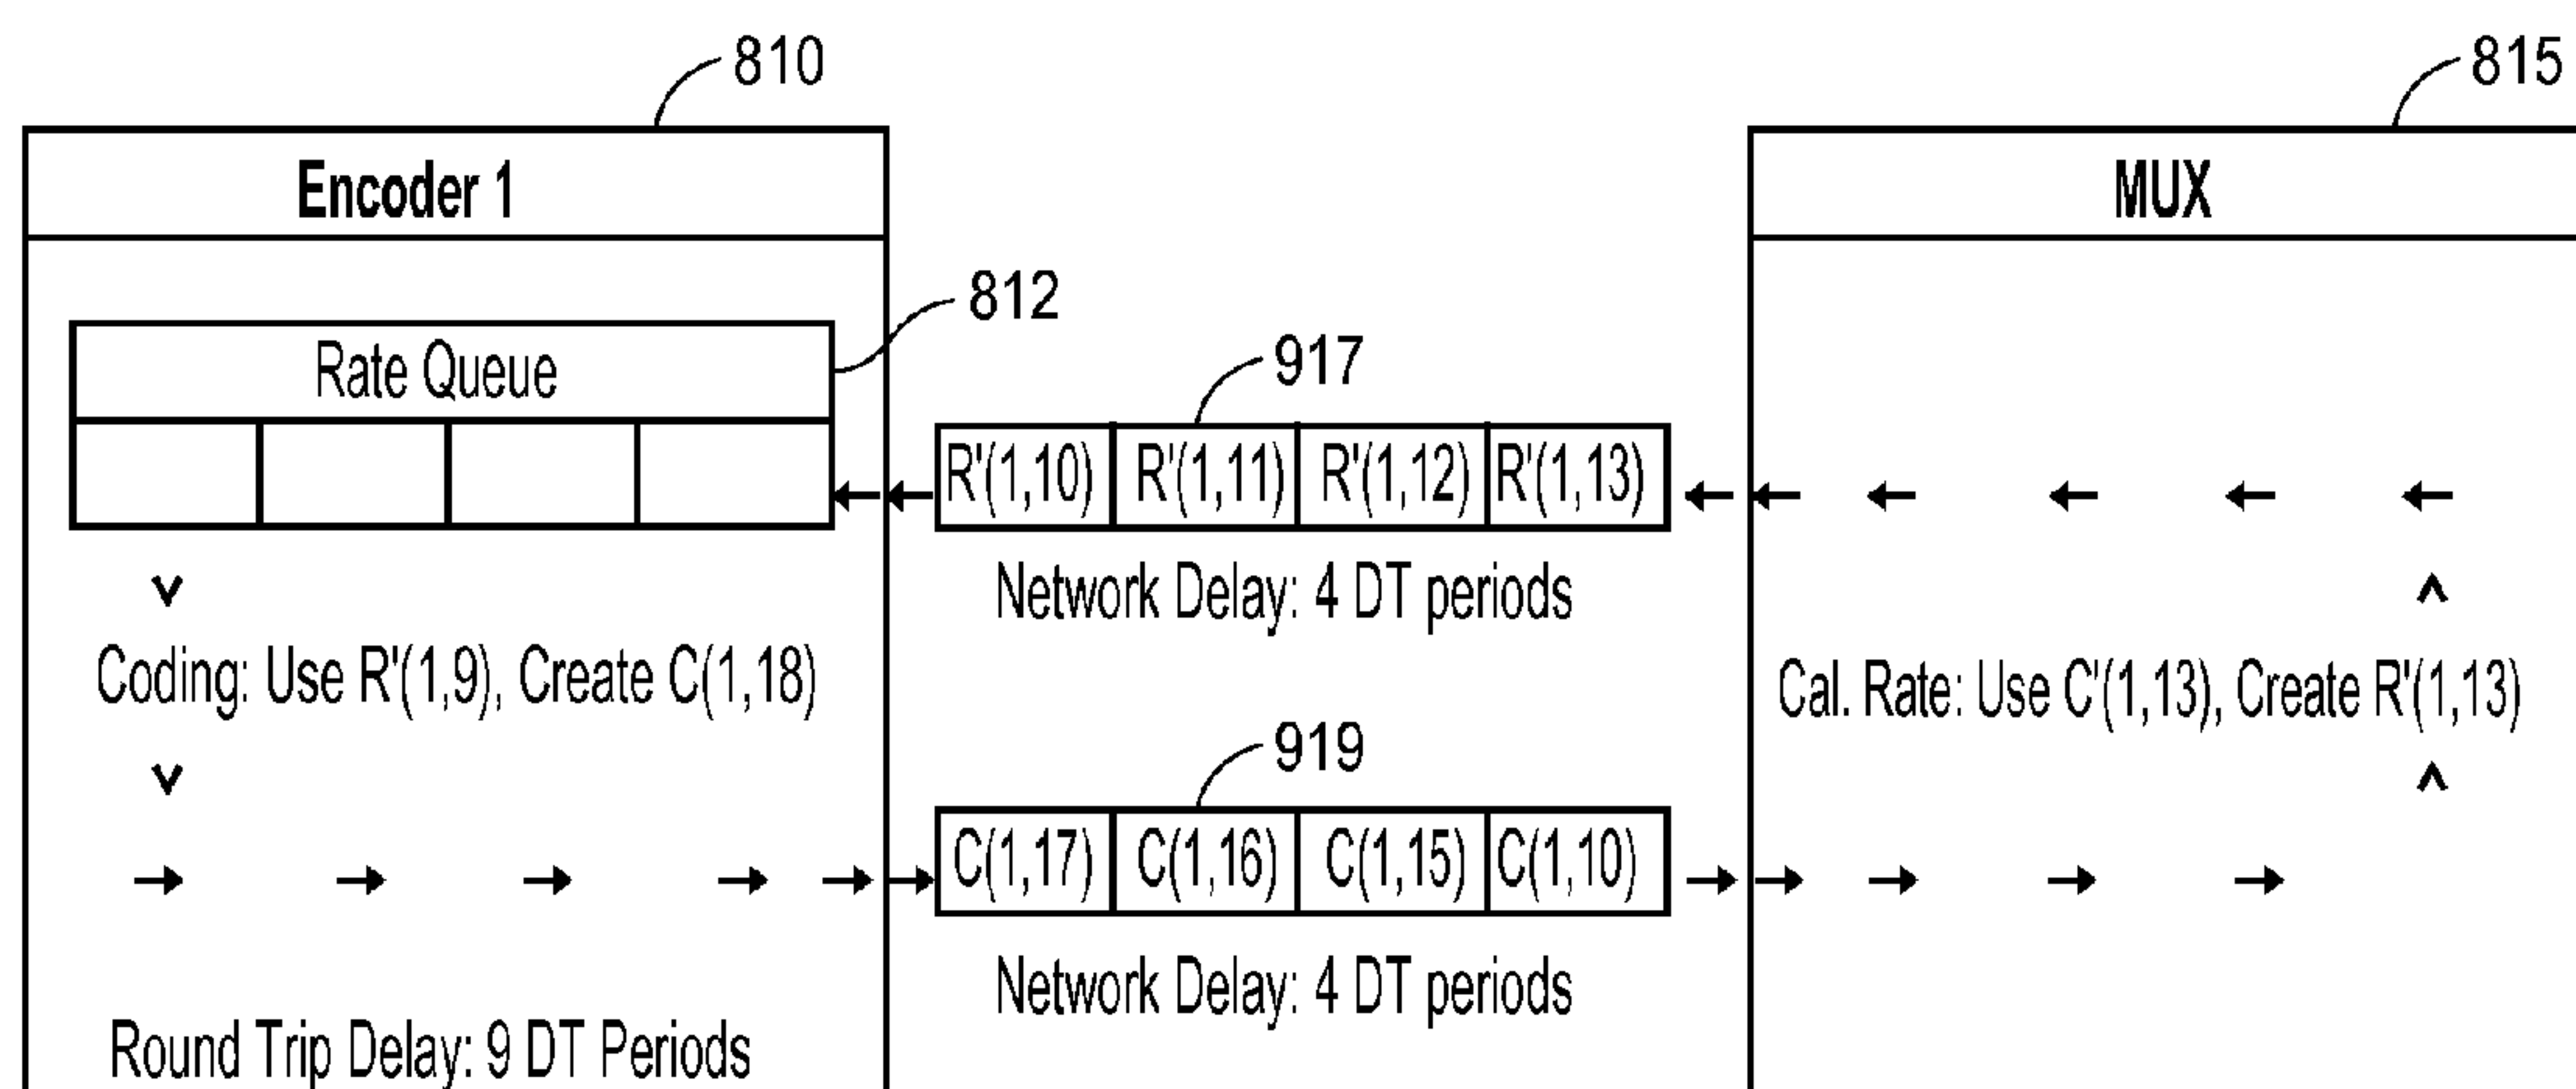 810
815
Encoder 1
MUX
812
Rate Queue
917
R'(1,10) R'(1,11) R'(1,12) R'(1,13)
Network Delay: 4 DT periods
Coding: Use R'(1,9), Create C(1,18)
Cal. Rate: Use C'(1,13), Create R'(1,13)
919
C(1,17) C(1,16) C(1,15) C(1,10)
Network Delay: 4 DT periods
Round Trip Delay: 9 DT Periods